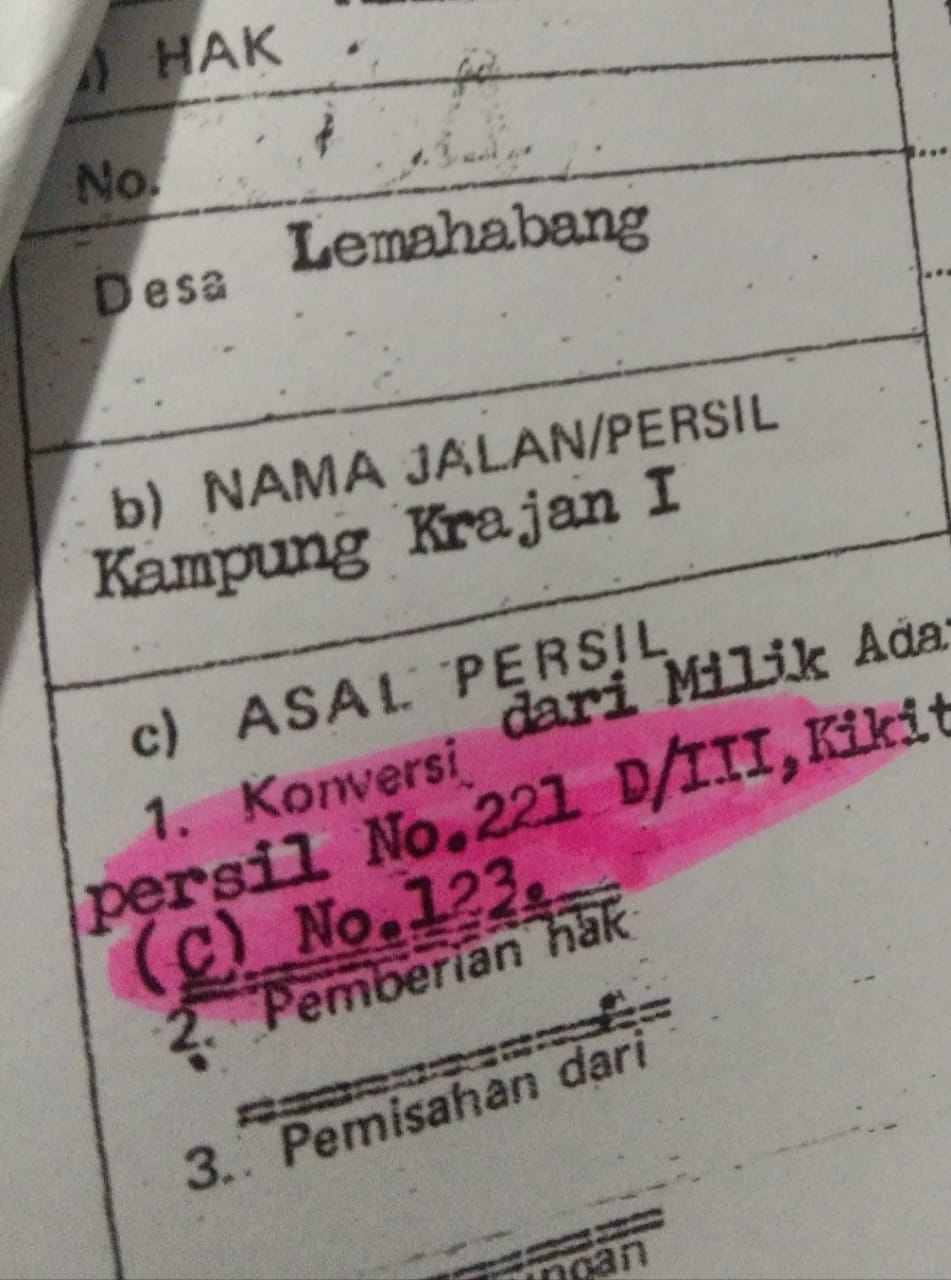 ) HAK
No.
Desa Lemahabang
b) NAMA JALAN/PERSIL
Kampung Krajan I
c) ASAL PERSIL
1. Konversi dari Milik Ada
persil No.221 D/III,Kikit
(C) No.123.
2. Pemberian hak
3. Pemisahan dari